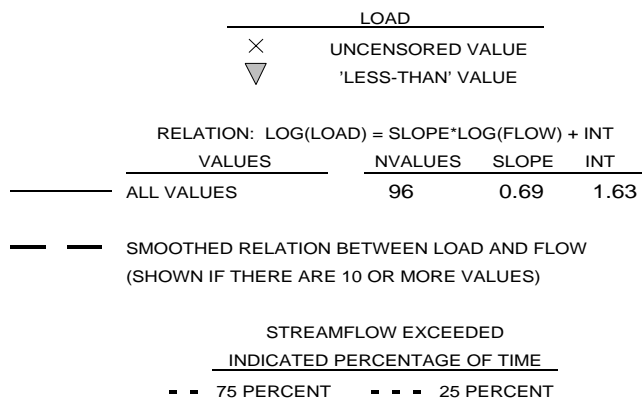 LOAD
UNCENSORED VALUE
'LESS-THAN' VALUE
RELATION: LOG(LOAD) = SLOPE*LOG(FLOW) + INT
VALUES NVALUES SLOPE INT
ALL VALUES 96 0.69 1.63
SMOOTHED RELATION BETWEEN LOAD AND FLOW
(SHOWN IF THERE ARE 10 OR MORE VALUES)
STREAMFLOW EXCEEDED
INDICATED PERCENTAGE OF TIME
75 PERCENT 25 PERCENT